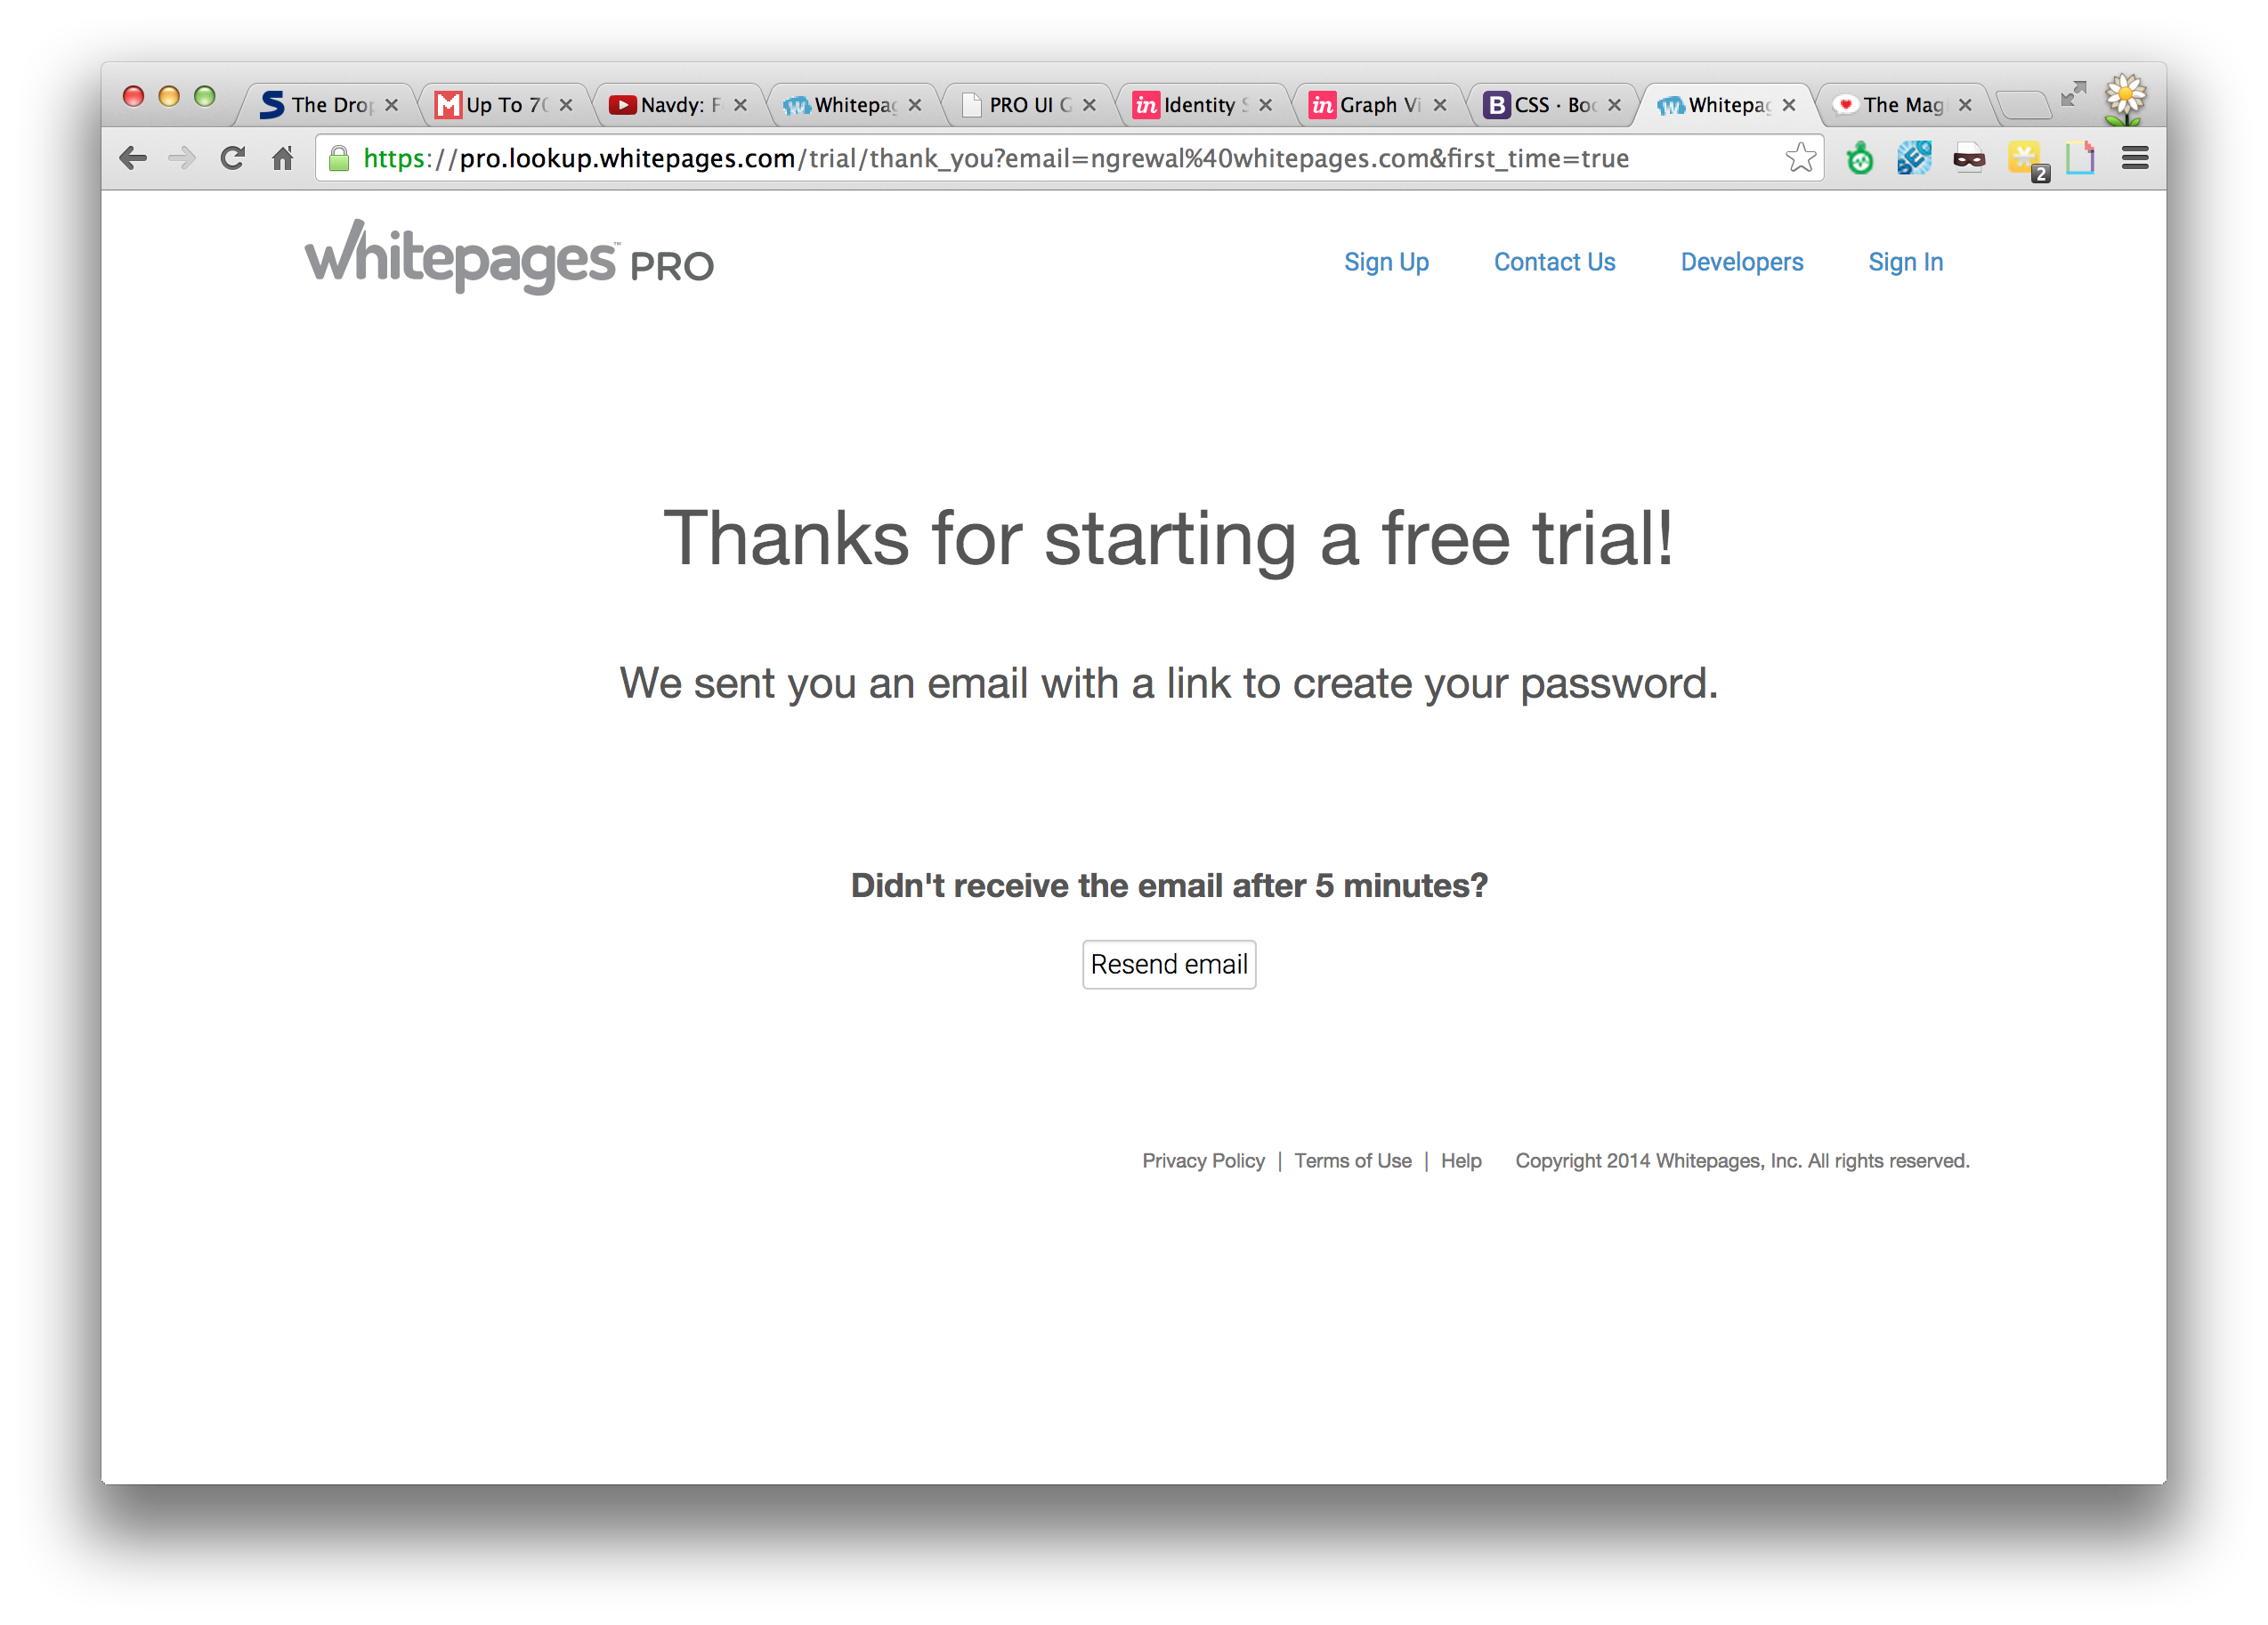 The Drop
Up To 70
Navdy: F
Whitepag
PRO UI G
Identity S
Graph Vi
CSS · Boo
Whitepag
The Mag
https://pro.lookup.whitepages.com/trial/thank_you?email=ngrewal%40whitepages.com&first_time=true
2
whitepages™ PRO
Sign Up Contact Us Developers Sign In
Thanks for starting a free trial!
We sent you an email with a link to create your password.
Didn't receive the email after 5 minutes?
Resend email
Privacy Policy | Terms of Use | Help Copyright 2014 Whitepages, Inc. All rights reserved.